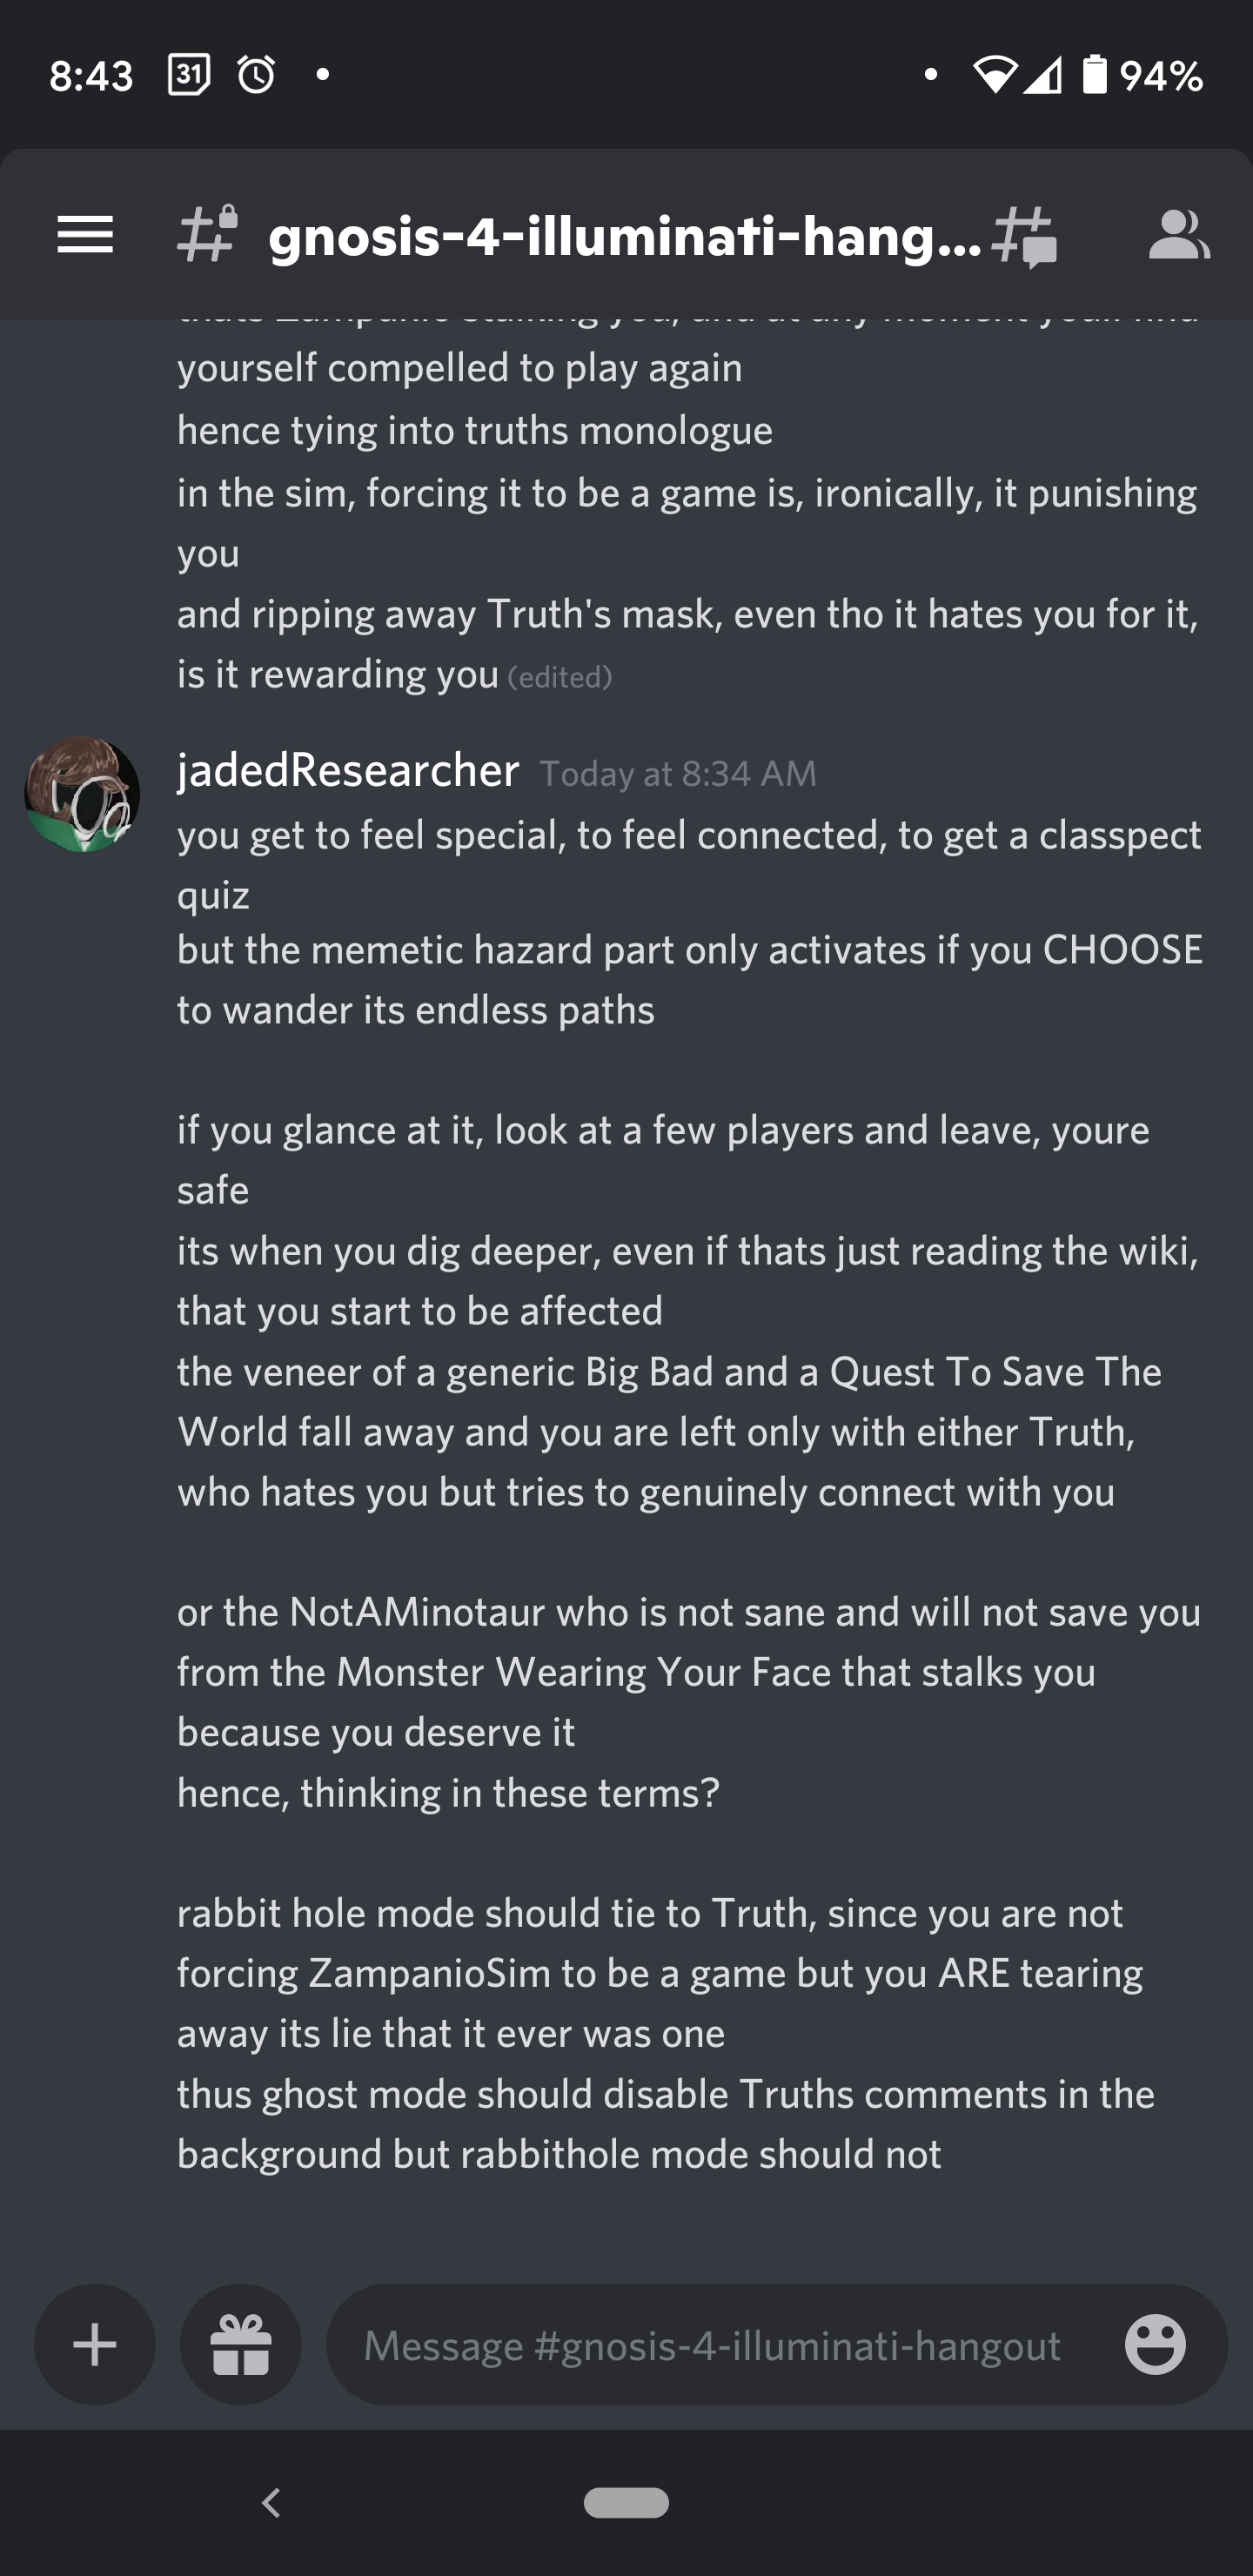 8:43
31
94%
gnosis-4-illuminati-hang...
thats Zampanio stalking you, and at any moment youll find
yourself compelled to play again
hence tying into truths monologue
in the sim, forcing it to be a game is, ironically, it punishing
you
and ripping away Truth's mask, even tho it hates you for it,
is it rewarding you (edited)
jadedResearcher Today at 8:34 AM
you get to feel special, to feel connected, to get a classpect
quiz
but the memetic hazard part only activates if you CHOOSE
to wander its endless paths
if you glance at it, look at a few players and leave, youre
safe
its when you dig deeper, even if thats just reading the wiki,
that you start to be affected
the veneer of a generic Big Bad and a Quest To Save The
World fall away and you are left only with either Truth,
who hates you but tries to genuinely connect with you
or the NotAMinotaur who is not sane and will not save you
from the Monster Wearing Your Face that stalks you
because you deserve it
hence, thinking in these terms?
rabbit hole mode should tie to Truth, since you are not
forcing ZampanioSim to be a game but you ARE tearing
away its lie that it ever was one
thus ghost mode should disable Truths comments in the
background but rabbithole mode should not
Message #gnosis-4-illuminati-hangout